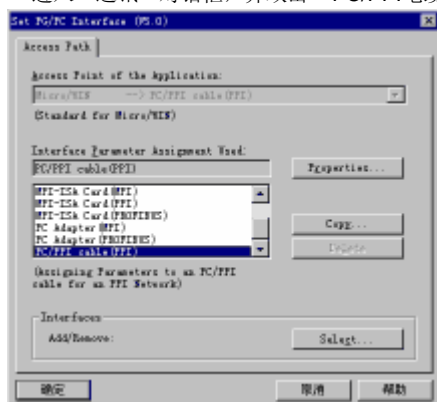 Set PG/PC Interface (V5.0)
Access Path
Access Point of the Application:
Micro/WIN --> PC/PPI cable(PPI)
(Standard for Micro/WIN)
Interface Parameter Assignment Used:
PC/PPI cable(PPI)
Properties...
MPI-ISA Card(MPI)
MPI-ISA Card(PPI)
MPI-ISA Card(PROFIBUS)
PC Adapter(MPI)
PC Adapter(PROFIBUS)
PC/PPI cable(PPI)
Copy...
Delete
(Assigning Parameters to an PC/PPI
cable for an PPI Network)
Interfaces
Add/Remove:
Select...
确定
取消
帮助